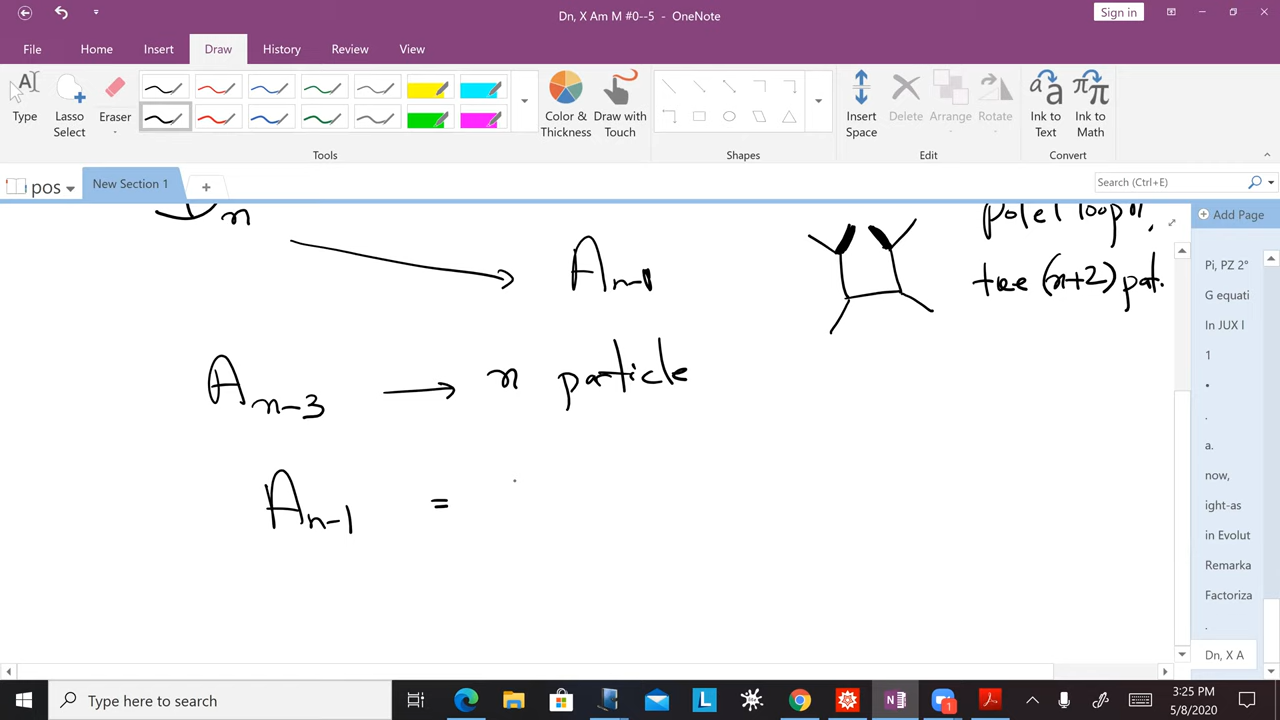 Dn, X Am M #0--5 - OneNote
Sign in
File Home Insert Draw History Review View
Type
Lasso Select
Eraser
Color & Thickness
Draw with Touch
Insert Space
Delete
Arrange
Rotate
Ink to Text
Ink to Math
Tools
Shapes
Edit
Convert
pos
New Section 1
+
Search (Ctrl+E)
Add Page
Pi, PZ 2°
G equati
In JUX l
1
•
.
a.
now,
ight-as
in Evolut
Remarka
Factoriza
.
Dn, X A
n
→ A
tree (n+2) pat.
A n-3 → n particle
A n-1 =
Type here to search
3:25 PM
5/8/2020